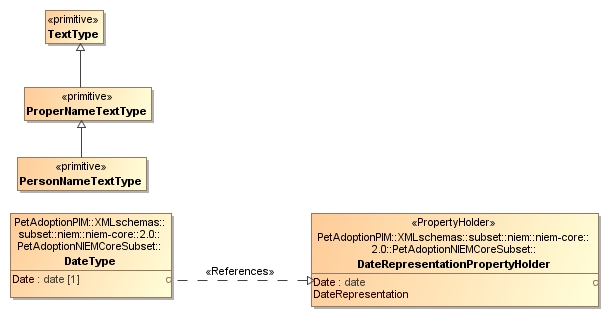 «primitive»
TextType
«primitive»
ProperNameTextType
«primitive»
PersonNameTextType
PetAdoptionPIM::XMLschemas::
subset::niem::niem-core::2.0::
PetAdoptionNIEMCoreSubset::
DateType
Date : date [1]
«References»
«PropertyHolder»
PetAdoptionPIM::XMLschemas::subset::niem::niem-core::
2.0::PetAdoptionNIEMCoreSubset::
DateRepresentationPropertyHolder
Date : date
DateRepresentation